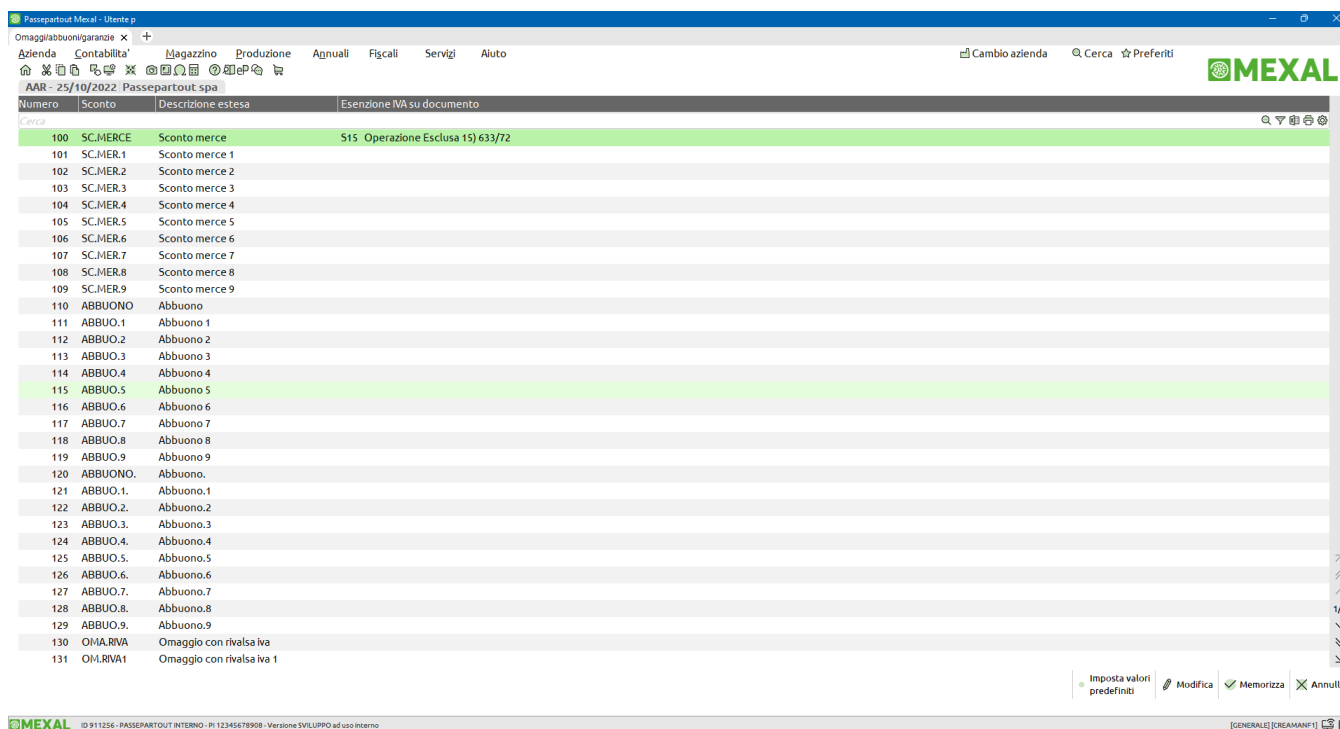 Passepartout Mexal - Utente p
Omaggi/abbuoni/garanzie
Azienda Contabilita' Magazzino Produzione Annuali Fiscali Servizi Aiuto Cambio azienda Cerca Preferiti
MEXAL
AAR - 25/10/2022 Passepartout spa
Numero Sconto Descrizione estesa Esenzione IVA su documento
Cerca
100 SC.MERCE Sconto merce S15 Operazione Esclusa 15) 633/72
101 SC.MER.1 Sconto merce 1
102 SC.MER.2 Sconto merce 2
103 SC.MER.3 Sconto merce 3
104 SC.MER.4 Sconto merce 4
105 SC.MER.5 Sconto merce 5
106 SC.MER.6 Sconto merce 6
107 SC.MER.7 Sconto merce 7
108 SC.MER.8 Sconto merce 8
109 SC.MER.9 Sconto merce 9
110 ABBUONO Abbuono
111 ABBUO.1 Abbuono 1
112 ABBUO.2 Abbuono 2
113 ABBUO.3 Abbuono 3
114 ABBUO.4 Abbuono 4
115 ABBUO.5 Abbuono 5
116 ABBUO.6 Abbuono 6
117 ABBUO.7 Abbuono 7
118 ABBUO.8 Abbuono 8
119 ABBUO.9 Abbuono 9
120 ABBUONO. Abbuono.
121 ABBUO.1. Abbuono.1
122 ABBUO.2. Abbuono.2
123 ABBUO.3. Abbuono.3
124 ABBUO.4. Abbuono.4
125 ABBUO.5. Abbuono.5
126 ABBUO.6. Abbuono.6
127 ABBUO.7. Abbuono.7
128 ABBUO.8. Abbuono.8
129 ABBUO.9. Abbuono.9
130 OMA.RIVA Omaggio con rivalsa iva
131 OM.RIVA1 Omaggio con rivalsa iva 1
1/
Imposta valori predefiniti Modifica Memorizza Annull
MEXAL ID 911256 - PASSEPARTOUT INTERNO - PI 12345678908 - Versione SVILUPPO ad uso interno [GENERALE] [CREAMANF1]